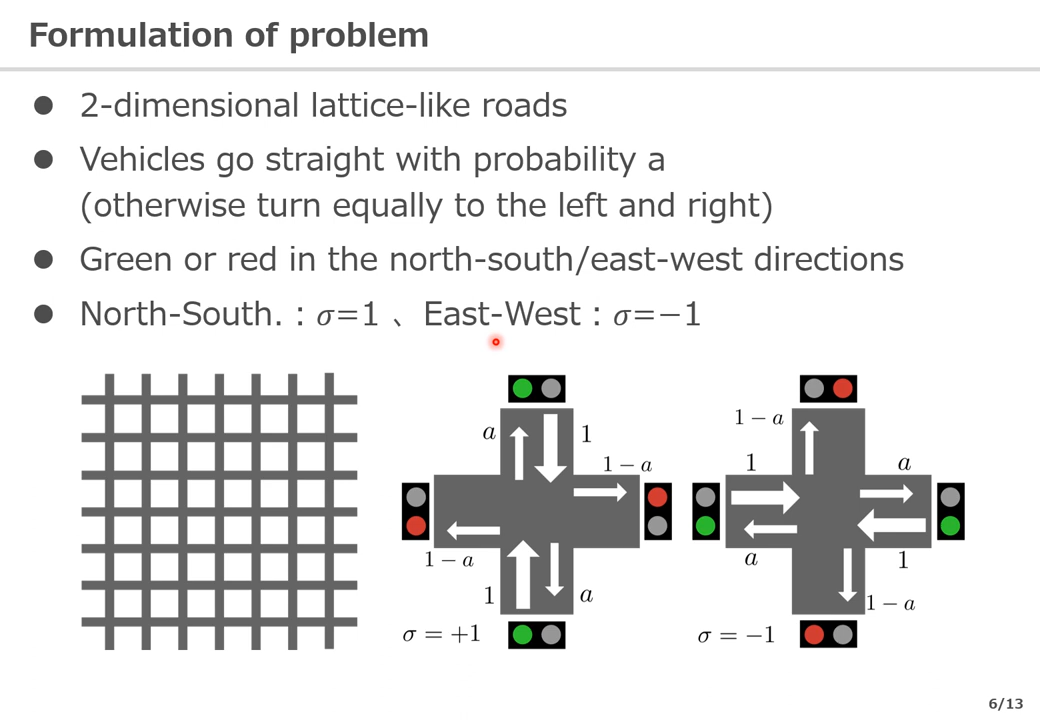 Formulation of problem
● 2-dimensional lattice-like roads
● Vehicles go straight with probability a
(otherwise turn equally to the left and right)
● Green or red in the north-south/east-west directions
● North-South. : σ=1 、 East-West : σ=−1
a
1
1 − a
1 − a
1
a
σ = +1
1 − a
1
a
a
1
1 − a
σ = −1
6/13